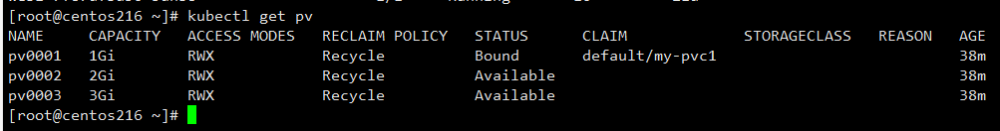 [root@centos216 ~]# kubectl get pv
NAME CAPACITY ACCESS MODES RECLAIM POLICY STATUS CLAIM STORAGECLASS REASON AGE
pv0001 1Gi RWX Recycle Bound default/my-pvc1 38m
pv0002 2Gi RWX Recycle Available 38m
pv0003 3Gi RWX Recycle Available 38m
[root@centos216 ~]#